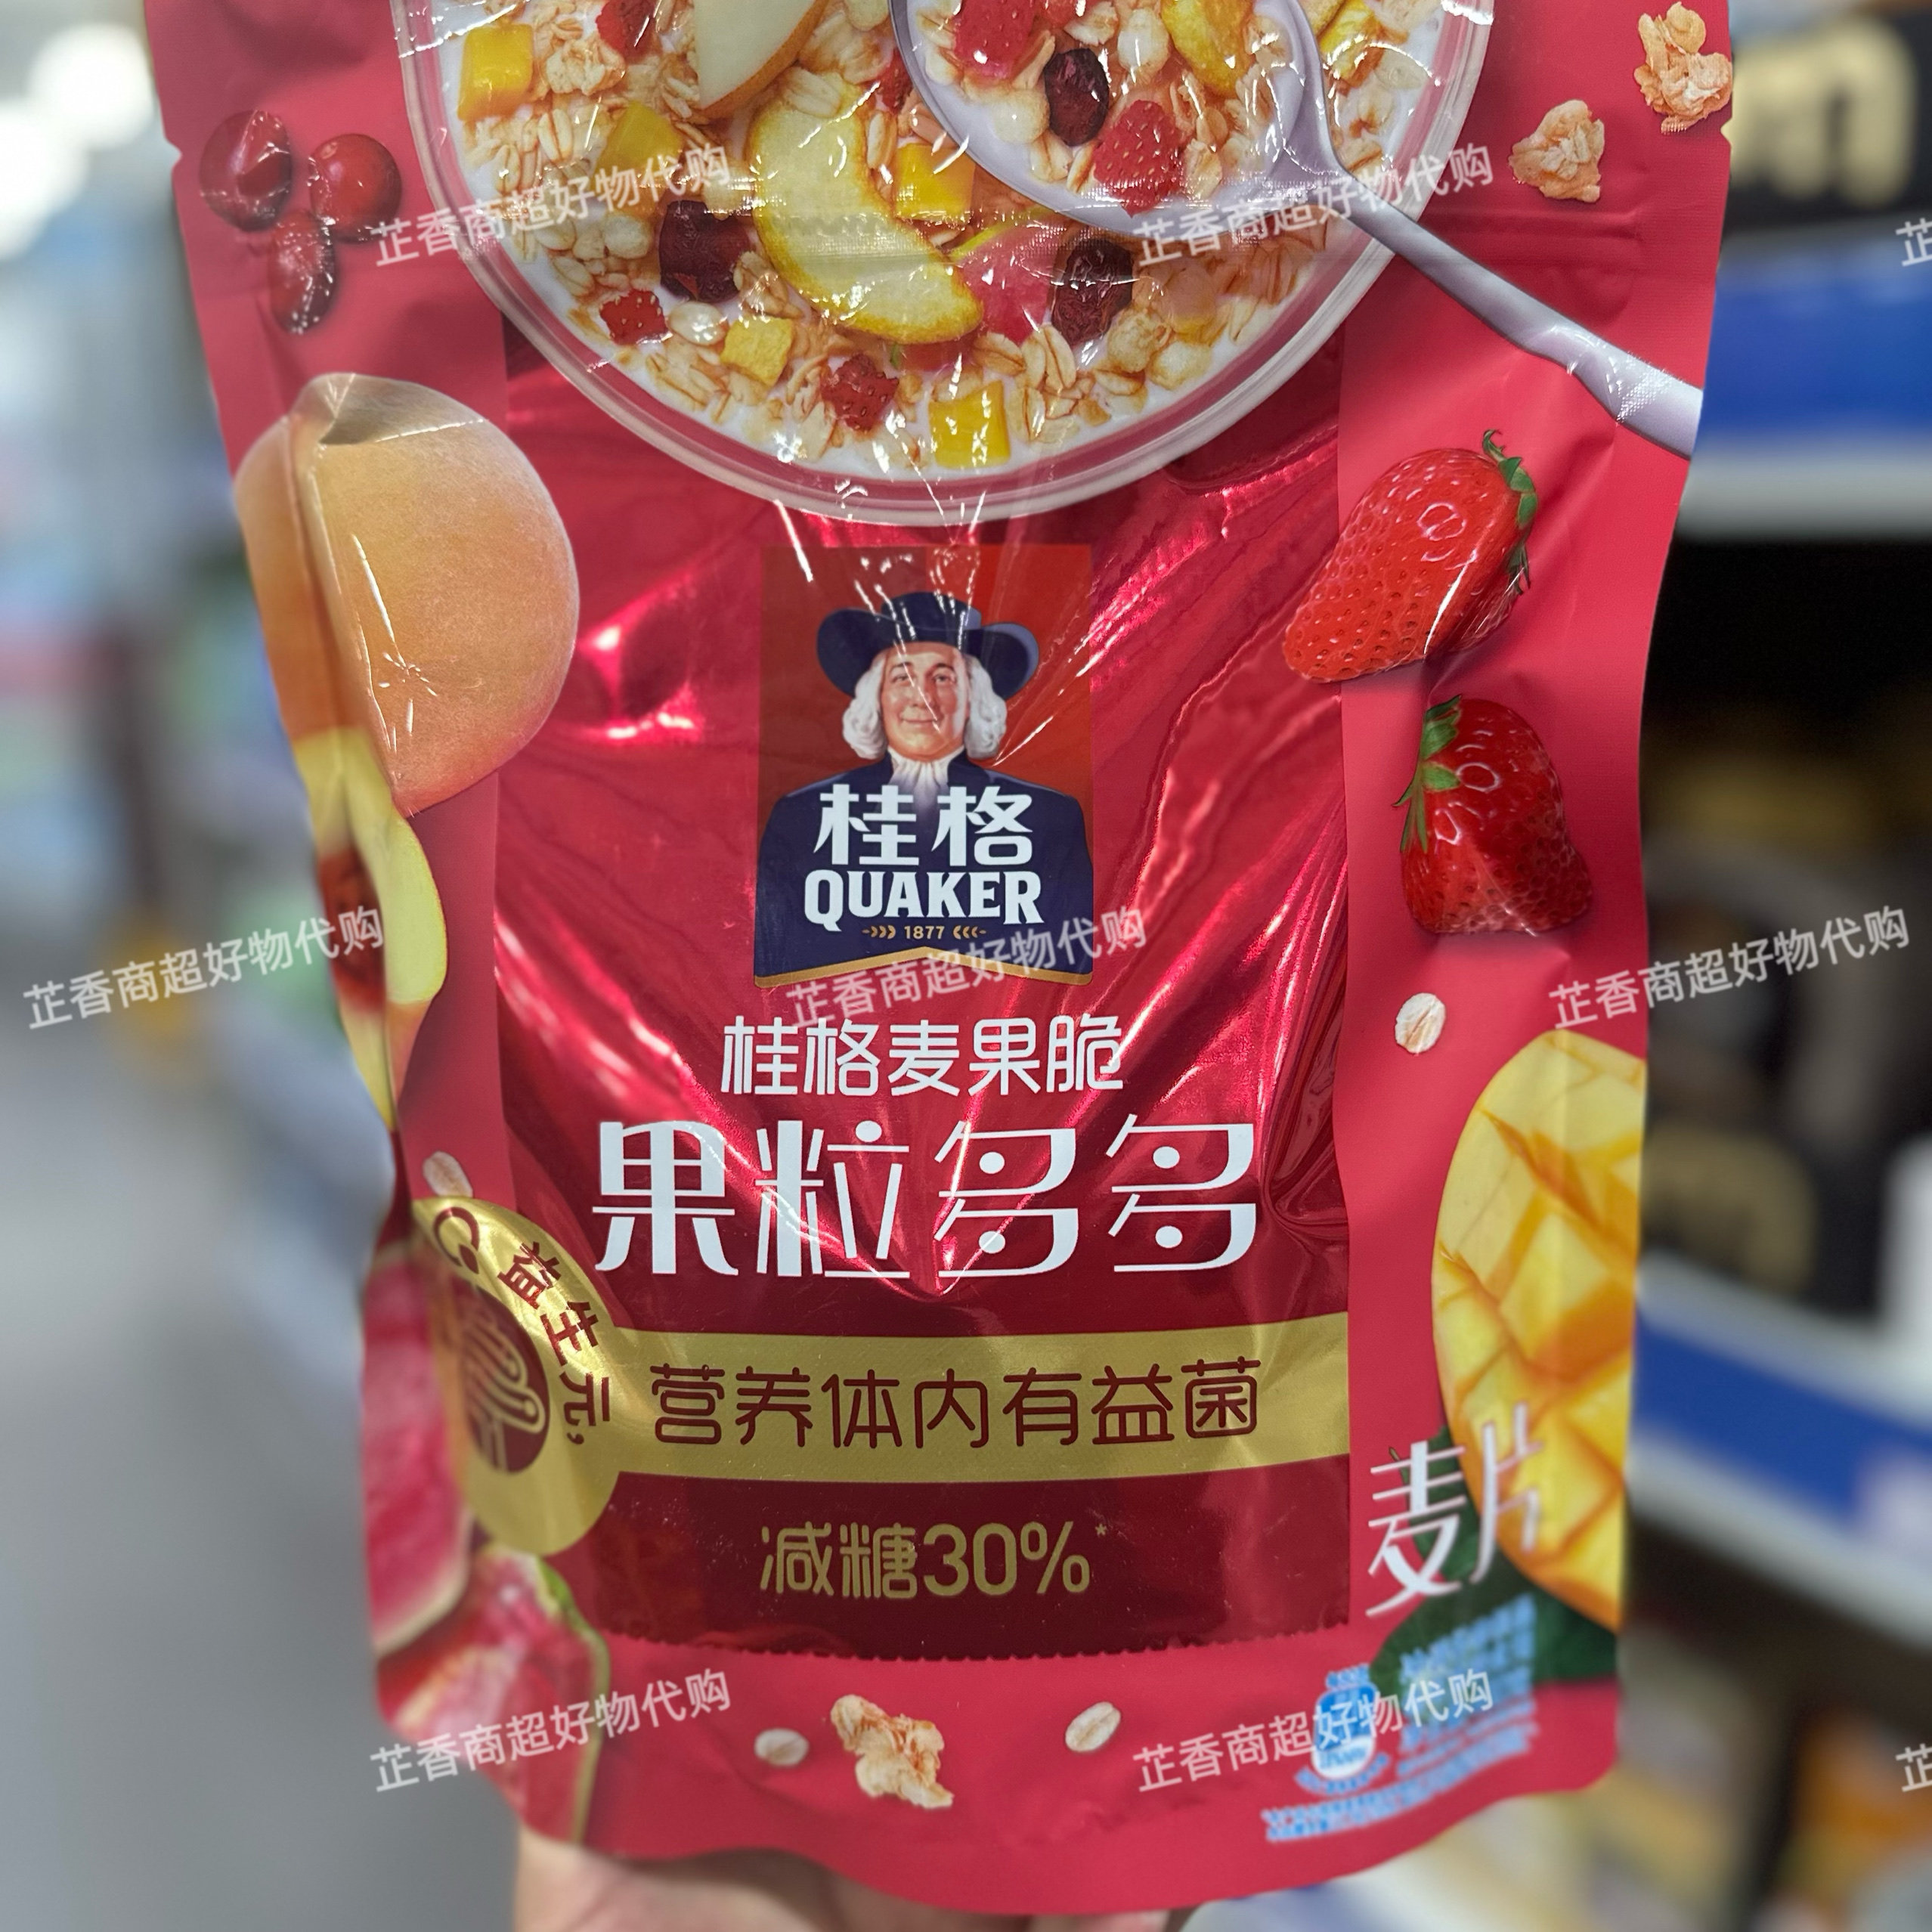 芷香商超好物代购
芷香商超好物代购
桂格
QUAKER
1877
芷香商超好物代购
芷香商超好物代购
芷香商超好物代购
桂格麦果脆
果粒多多
益生元,
营养体内有益菌
减糖30%*
麦片
芷香商超好物代购
芷香商超好物代购